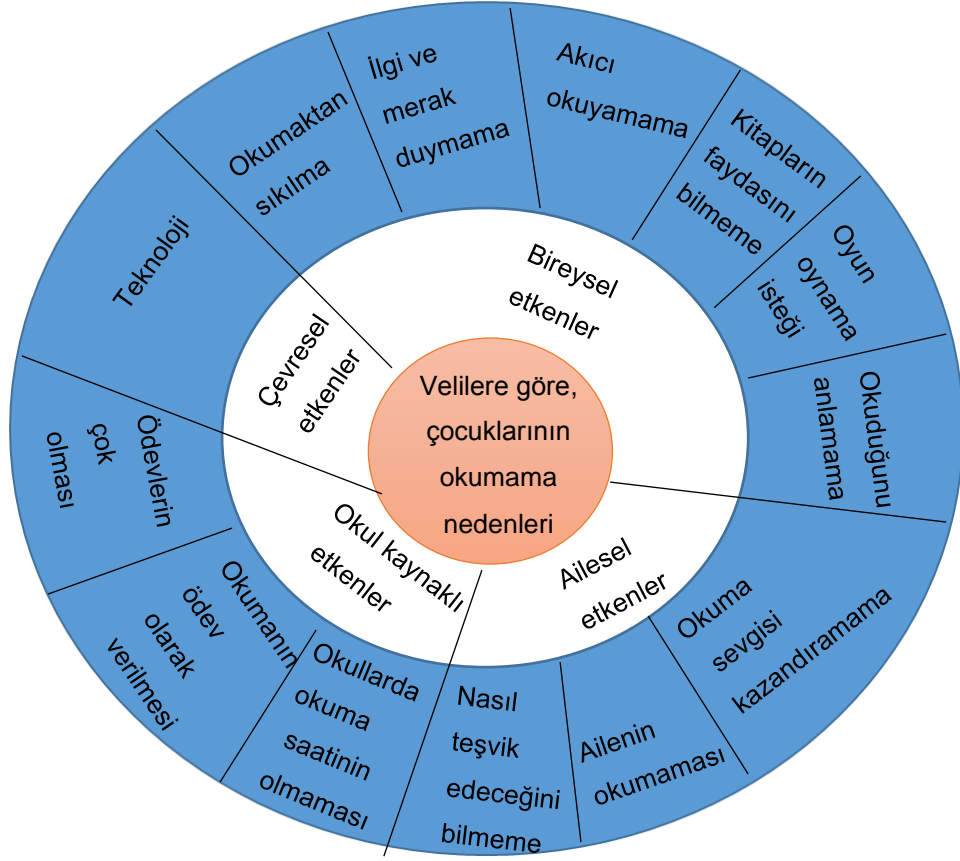 Velilere göre,
çocuklarının
okumama
nedenleri
Bireysel
etkenler
Okumaktan
sıkılma
İlgi ve
merak
duymama
Akıcı
okuyamama
Kitapların
faydasını
bilmeme
Oyun
oynama
isteği
Okuduğunu
anlamama
Ailesel
etkenler
Okuma
sevgisi
kazandıramama
Ailenin
okumaması
Nasıl
teşvik
edeceğini
bilmeme
Okul kaynaklı
etkenler
Okullarda
okuma
saatinin
olmaması
Okumanın
ödev
olarak
verilmesi
Ödevlerin
çok
olması
Çevresel
etkenler
Teknoloji